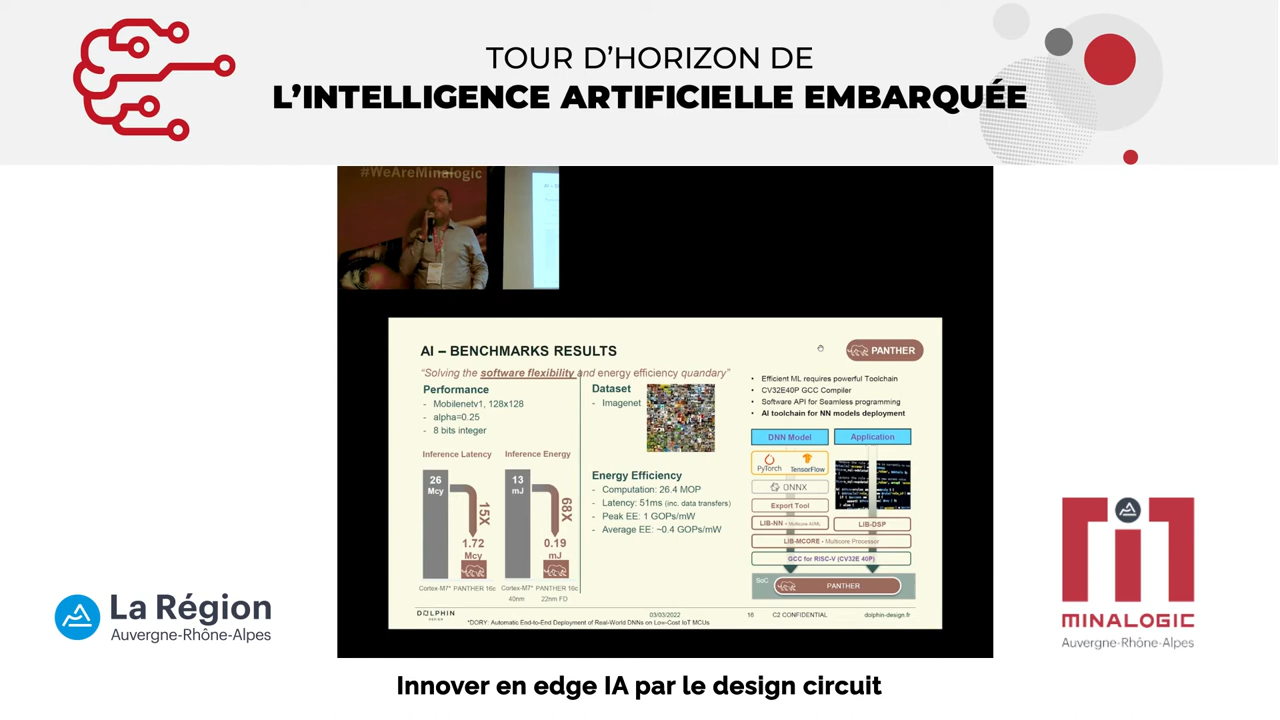 TOUR D'HORIZON DE
L'INTELLIGENCE ARTIFICIELLE EMBARQUÉE
#WeAreMinalogic
AI – BENCHMARKS RESULTS
PANTHER
"Solving the software flexibility and energy efficiency quandary"
Performance
- Mobilenetv1, 128x128
- alpha=0.25
- 8 bits integer
Inference Latency
Inference Energy
26
Mcy
15X
1.72
Mcy
13
mJ
68X
0.19
mJ
Cortex-M7* PANTHER 16c
Cortex-M7* PANTHER 16c
40nm 22nm FD
Dataset
- Imagenet
Energy Efficiency
- Computation: 26.4 MOP
- Latency: 51ms (inc. data transfers)
- Peak EE: 1 GOPs/mW
- Average EE: ~0.4 GOPs/mW
• Efficient ML requires powerful Toolchain
• CV32E40P GCC Compiler
• Software API for Seamless programming
• AI toolchain for NN models deployment
DNN Model
Application
PyTorch
TensorFlow
ONNX
Export Tool
LIB-NN - Multicore AI/ML
LIB-DSP
LIB-MCORE - Multicore Processor
GCC for RISC-V (CV32E 40P)
SoC
PANTHER
DOLPHIN
03/03/2022
16
C2 CONFIDENTIAL
dolphin-design.fr
*DORY: Automatic End-to-End Deployment of Real-World DNNs on Low-Cost IoT MCUs
La Région
Auvergne-Rhône-Alpes
MINALOGIC
Auvergne-Rhône-Alpes
Innover en edge IA par le design circuit